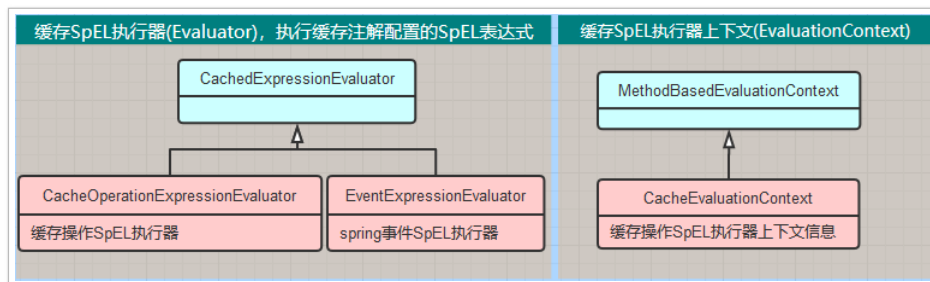 缓存SpEL执行器(Evaluator)，执行缓存注解配置的SpEL表达式
缓存SpEL执行器上下文(EvaluationContext)
CachedExpressionEvaluator
MethodBasedEvaluationContext
CacheOperationExpressionEvaluator
缓存操作SpEL执行器
EventExpressionEvaluator
spring事件SpEL执行器
CacheEvaluationContext
缓存操作SpEL执行器上下文信息